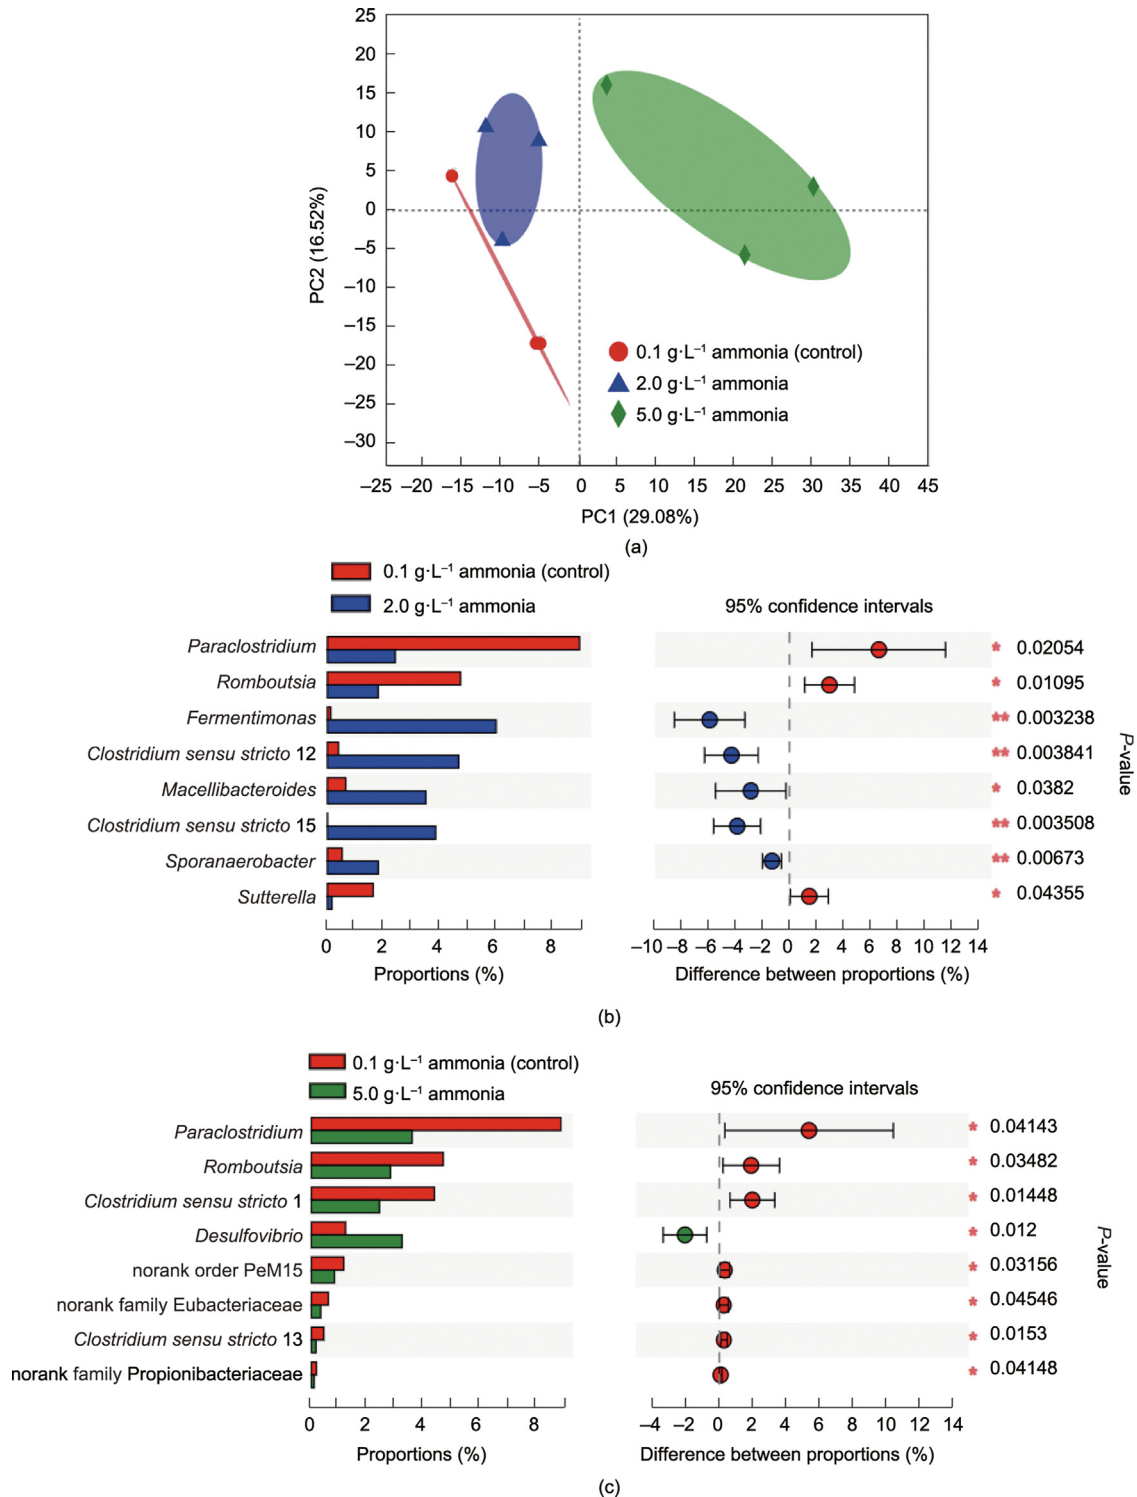 25
20
15
10
5
0
–5
–10
–15
–20
–25
–30
PC2 (16.52%)
0.1 g·L⁻¹ ammonia (control)
2.0 g·L⁻¹ ammonia
5.0 g·L⁻¹ ammonia
–25 –20 –15 –10 –5 0 5 10 15 20 25 30 35 40 45
PC1 (29.08%)
(a)
0.1 g·L⁻¹ ammonia (control)
2.0 g·L⁻¹ ammonia
95% confidence intervals
Paraclostridium * 0.02054
Romboutsia * 0.01095
Fermentimonas ** 0.003238
Clostridium sensu stricto 12 ** 0.003841
Macellibacteroides * 0.0382
Clostridium sensu stricto 15 ** 0.003508
Sporanaerobacter ** 0.00673
Sutterella * 0.04355
P-value
0 2 4 6 8 –10 –8 –6 –4 –2 0 2 4 6 8 10 12 14
Proportions (%) Difference between proportions (%)
(b)
0.1 g·L⁻¹ ammonia (control)
5.0 g·L⁻¹ ammonia
95% confidence intervals
Paraclostridium * 0.04143
Romboutsia * 0.03482
Clostridium sensu stricto 1 * 0.01448
Desulfovibrio * 0.012
norank order PeM15 * 0.03156
norank family Eubacteriaceae * 0.04546
Clostridium sensu stricto 13 * 0.0153
norank family Propionibacteriaceae * 0.04148
P-value
0 2 4 6 8 –4 –2 0 2 4 6 8 10 12 14
Proportions (%) Difference between proportions (%)
(c)